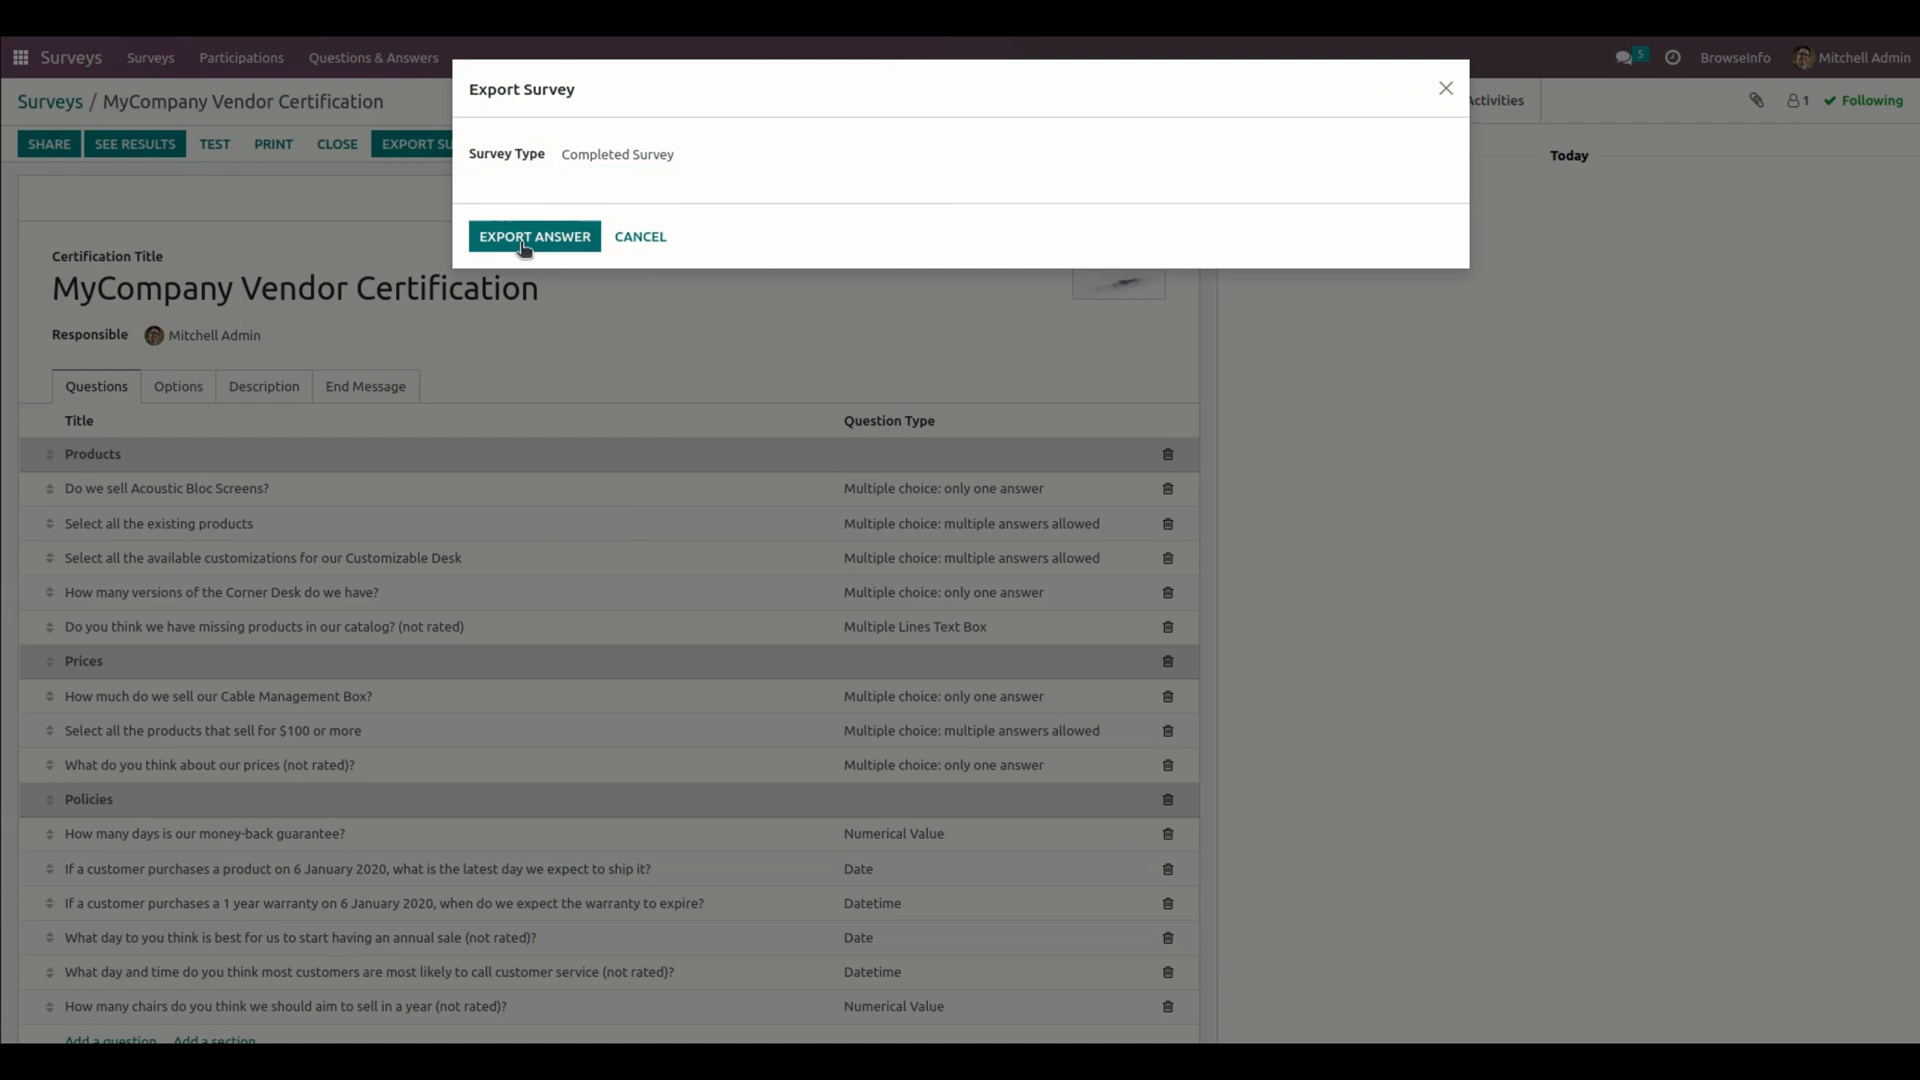 Surveys Surveys Participations Questions & Answers 5 BrowseInfo Mitchell Admin
Export Survey
Surveys / MyCompany Vendor Certification
Activities 1 Following
SHARE SEE RESULTS TEST PRINT CLOSE EXPORT SU
Survey Type Completed Survey
Today
EXPORT ANSWER CANCEL
Certification Title
MyCompany Vendor Certification
Responsible Mitchell Admin
Questions Options Description End Message
Title Question Type
Products
Do we sell Acoustic Bloc Screens? Multiple choice: only one answer
Select all the existing products Multiple choice: multiple answers allowed
Select all the available customizations for our Customizable Desk Multiple choice: multiple answers allowed
How many versions of the Corner Desk do we have? Multiple choice: only one answer
Do you think we have missing products in our catalog? (not rated) Multiple Lines Text Box
Prices
How much do we sell our Cable Management Box? Multiple choice: only one answer
Select all the products that sell for $100 or more Multiple choice: multiple answers allowed
What do you think about our prices (not rated)? Multiple choice: only one answer
Policies
How many days is our money-back guarantee? Numerical Value
If a customer purchases a product on 6 January 2020, what is the latest day we expect to ship it? Date
If a customer purchases a 1 year warranty on 6 January 2020, when do we expect the warranty to expire? Datetime
What day to you think is best for us to start having an annual sale (not rated)? Date
What day and time do you think most customers are most likely to call customer service (not rated)? Datetime
How many chairs do you think we should aim to sell in a year (not rated)? Numerical Value
Add a question Add a section